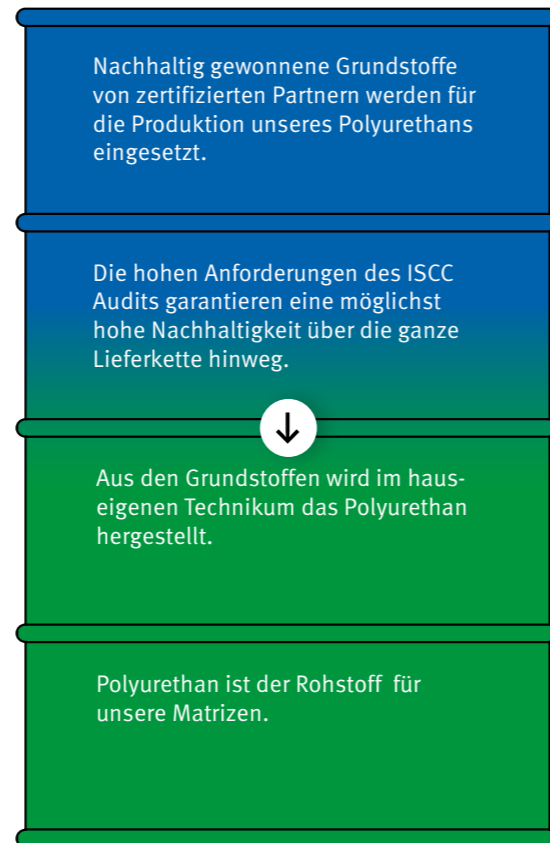 Nachhaltig gewonnene Grundstoffe
von zertifizierten Partnern werden für
die Produktion unseres Polyurethans
eingesetzt.
Die hohen Anforderungen des ISCC
Audits garantieren eine möglichst
hohe Nachhaltigkeit über die ganze
Lieferkette hinweg.
Aus den Grundstoffen wird im haus-
eigenen Technikum das Polyurethan
hergestellt.
Polyurethan ist der Rohstoff für
unsere Matrizen.